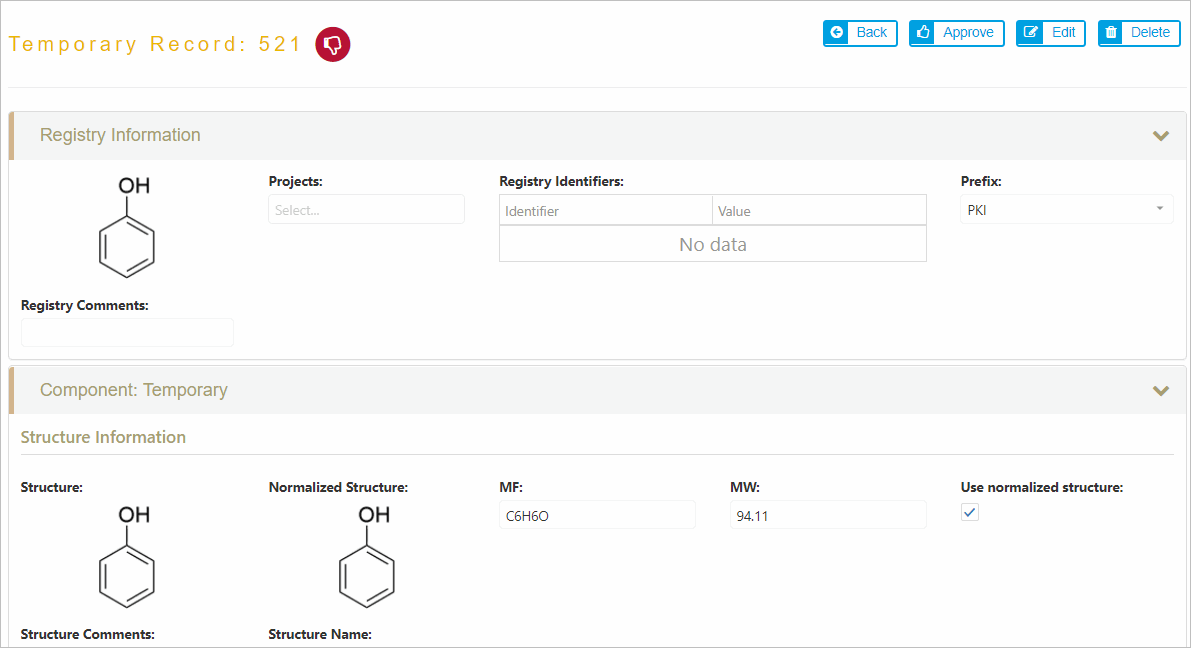 Temporary Record: 521
Back
Approve
Edit
Delete
Registry Information
OH
Projects:
Select...
Registry Identifiers:
Identifier
Value
No data
Prefix:
PKI
Registry Comments:
Component: Temporary
Structure Information
Structure:
Normalized Structure:
MF:
MW:
Use normalized structure:
OH
OH
C6H6O
94.11
Structure Comments:
Structure Name: